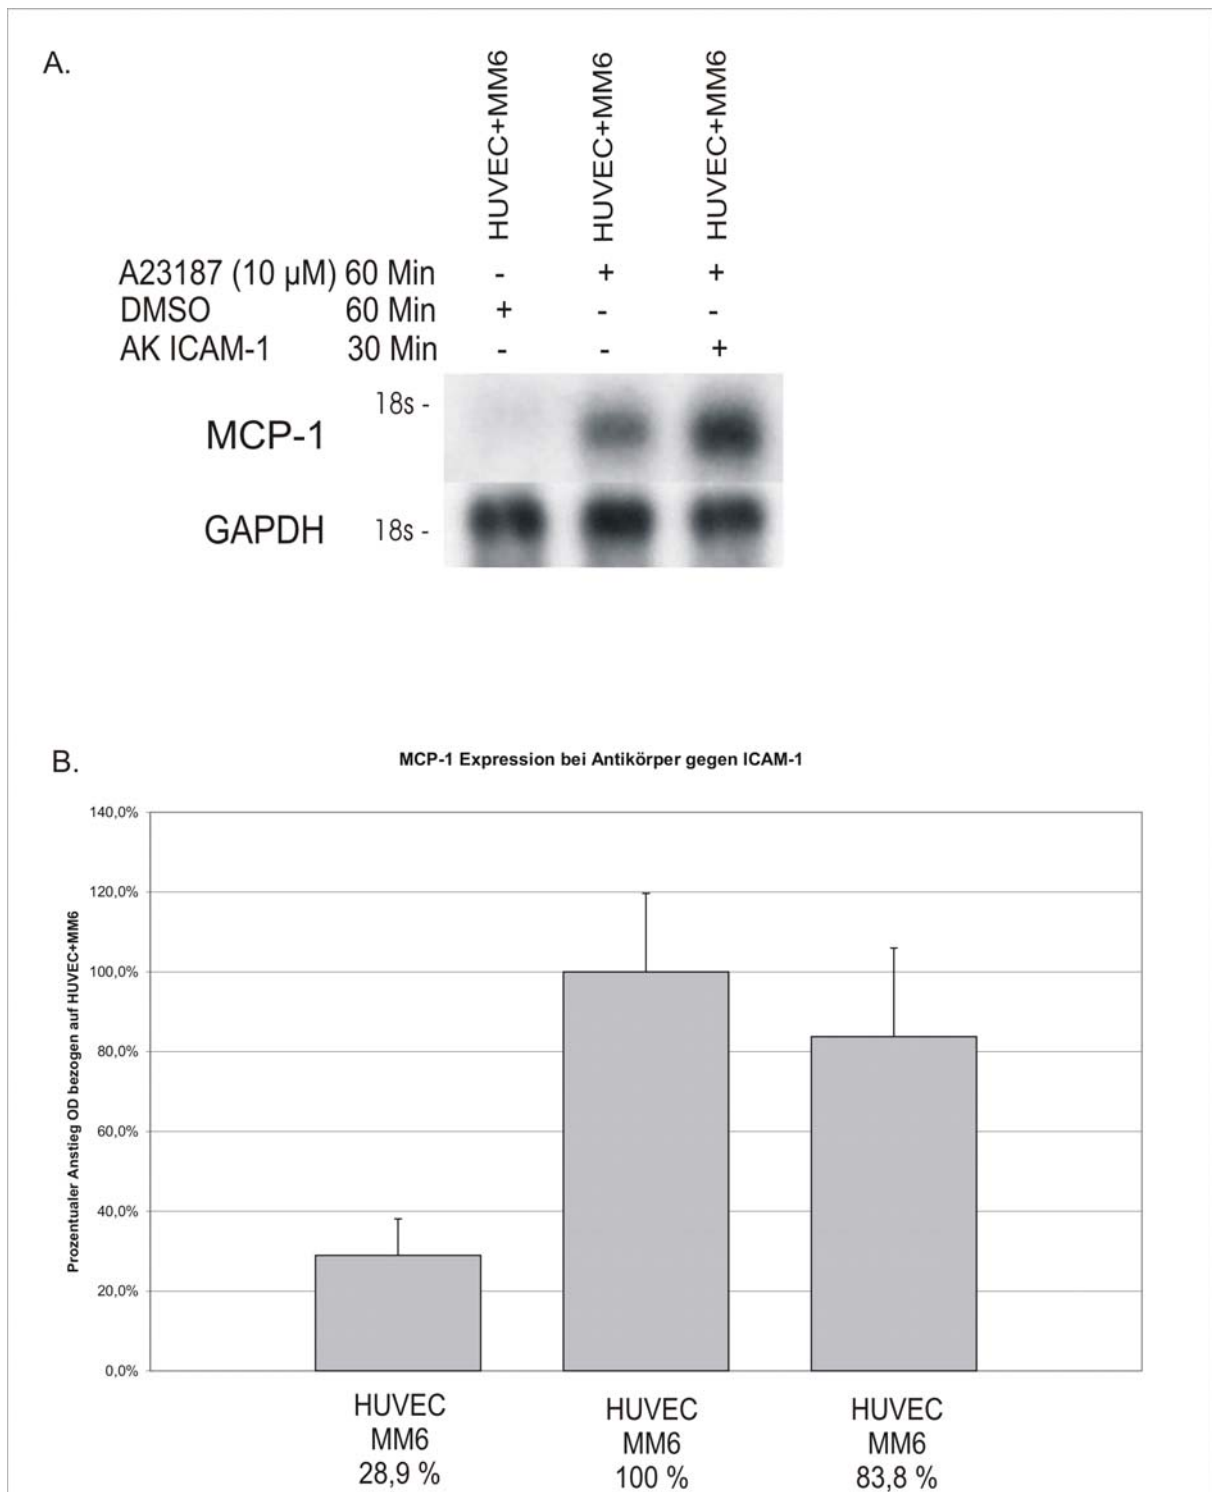 A.
HUVEC+MM6 HUVEC+MM6 HUVEC+MM6
A23187 (10 µM) 60 Min - + +
DMSO 60 Min + - -
AK ICAM-1 30 Min - - +
18s -
MCP-1
GAPDH 18s -
B.
MCP-1 Expression bei Antikörper gegen ICAM-1
Prozentualer Anstieg OD bezogen auf HUVEC+MM6
140,0%
120,0%
100,0%
80,0%
60,0%
40,0%
20,0%
0,0%
HUVEC HUVEC HUVEC
MM6 MM6 MM6
28,9 % 100 % 83,8 %